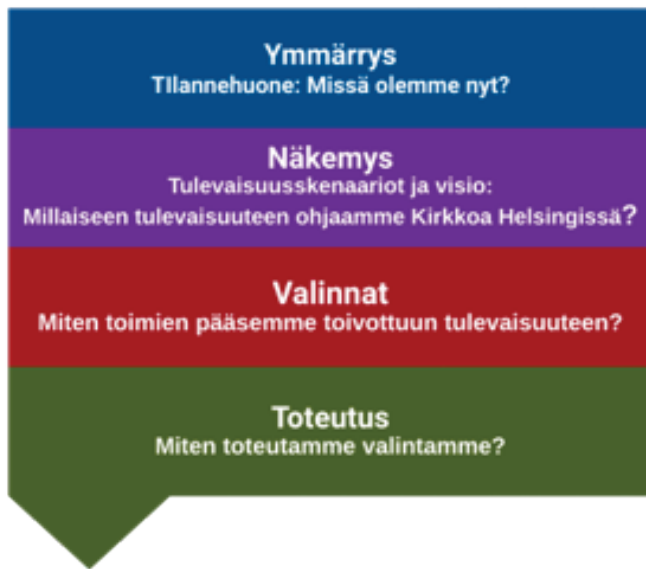 Ymmärrys
TIlannehuone: Missä olemme nyt?
Näkemys
Tulevaisuusskenaariot ja visio:
Millaiseen tulevaisuuteen ohjaamme Kirkkoa Helsingissä?
Valinnat
Miten toimien pääsemme toivottuun tulevaisuuteen?
Toteutus
Miten toteutamme valintamme?